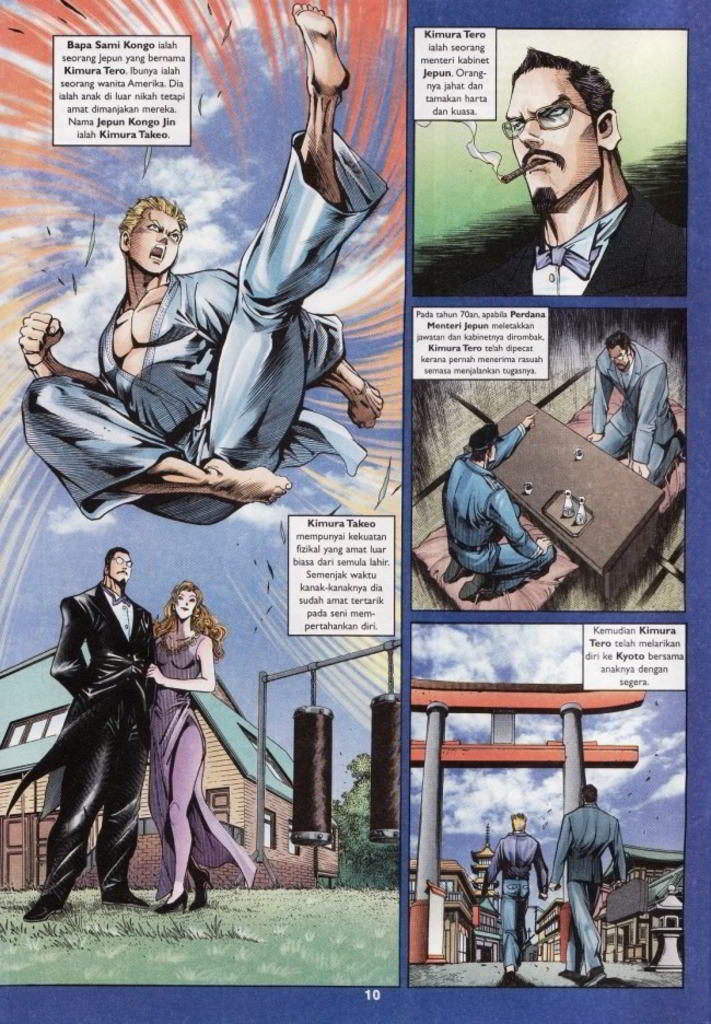 Bapa Sami Kongo ialah
seorang Jepun yang bernama
Kimura Tero. Ibunya ialah
seorang wanita Amerika. Dia
ialah anak di luar nikah tetapi
amat dimanjakan mereka.
Nama Jepun Kongo Jin
ialah Kimura Takeo.
Kimura Takeo
mempunyai kekuatan
fizikal yang amat luar
biasa dari semula lahir.
Semenjak waktu
kanak-kanaknya dia
sudah amat tertarik
pada seni mem-
pertahankan diri.
Kimura Tero
ialah seorang
menteri kabinet
Jepun. Orang-
nya jahat dan
tamakan harta
dan kuasa.
Pada tahun 70an, apabila Perdana
Menteri Jepun meletakkan
jawatan dan kabinetnya dirombak,
Kimura Tero telah dipecat
kerana pernah menerima rasuah
semasa menjalankan tugasnya.
Kemudian Kimura
Tero telah melarikan
diri ke Kyoto bersama
anaknya dengan
segera.
10